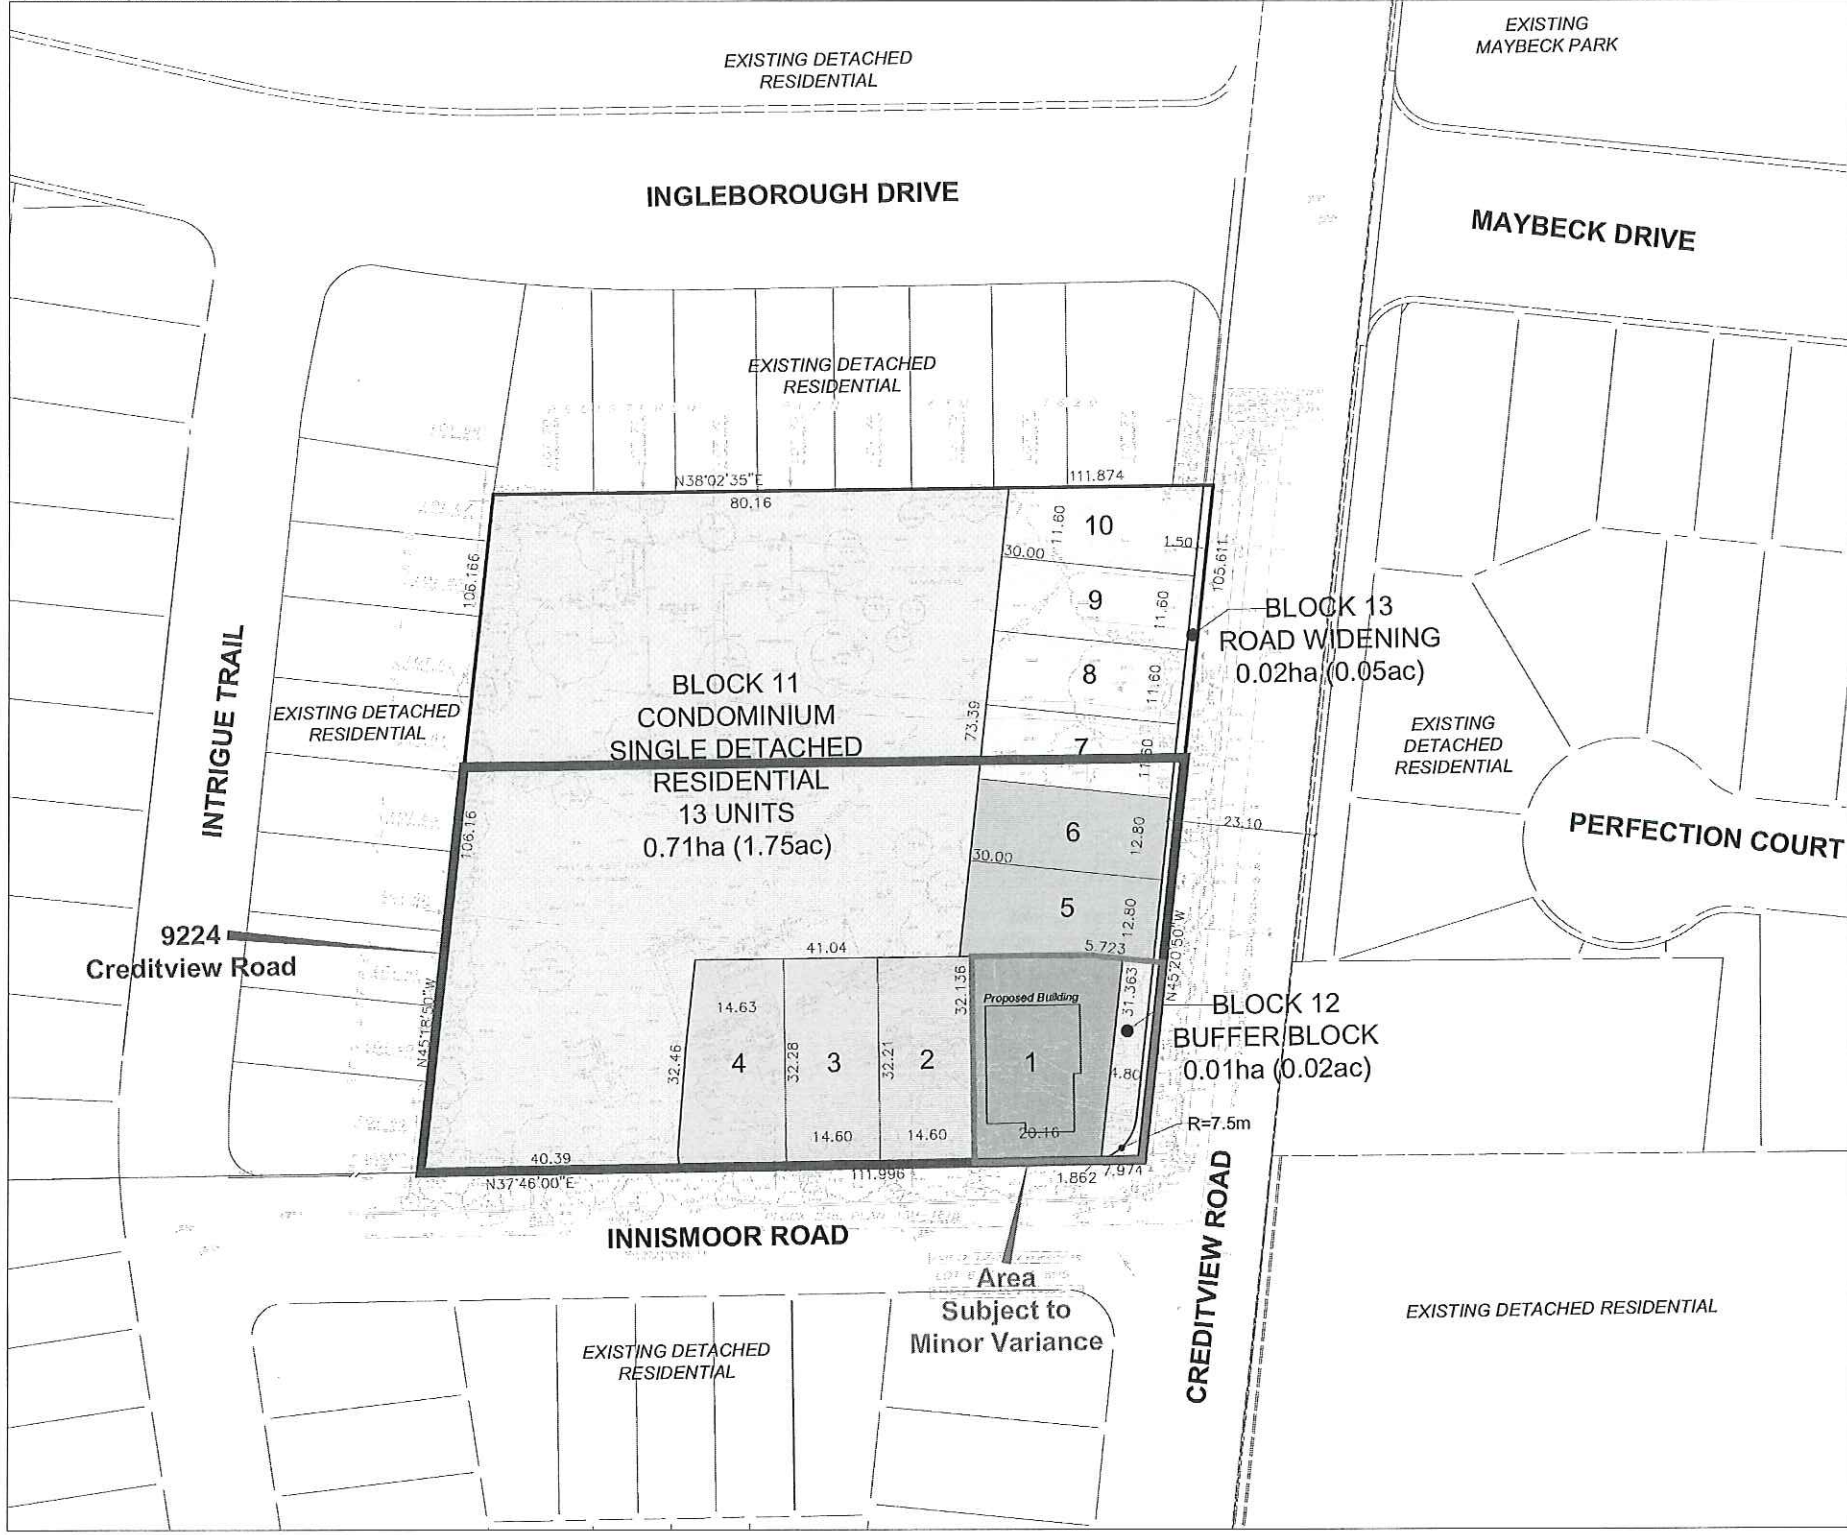 EXISTING
MAYBECK PARK
EXISTING DETACHED
RESIDENTIAL
INGLEBOROUGH DRIVE
MAYBECK DRIVE
EXISTING DETACHED
RESIDENTIAL
N38°02'35"E
111.874
80.16
10
11.60
1.50
30.00
106.166
105.611
9
11.60
BLOCK 13
ROAD WIDENING
0.02ha (0.05ac)
8
11.60
73.39
7
11.60
BLOCK 11
CONDOMINIUM
SINGLE DETACHED
RESIDENTIAL
13 UNITS
0.71ha (1.75ac)
INTRIGUE TRAIL
EXISTING DETACHED
RESIDENTIAL
EXISTING
DETACHED
RESIDENTIAL
PERFECTION COURT
106.16
6
12.80
23.10
30.00
5
12.80
5.723
N45°20'50"W
9224
Creditview Road
41.04
N45°18'50"W
14.63
32.136
Proposed Building
31.363
BLOCK 12
BUFFER BLOCK
0.01ha (0.02ac)
32.46
4
32.28
3
32.21
2
1
4.80
R=7.5m
14.60
14.60
20.16
40.39
N37°46'00"E
111.996
1.862
7.974
INNISMOOR ROAD
CREDITVIEW ROAD
Area
Subject to
Minor Variance
EXISTING DETACHED RESIDENTIAL
EXISTING DETACHED
RESIDENTIAL